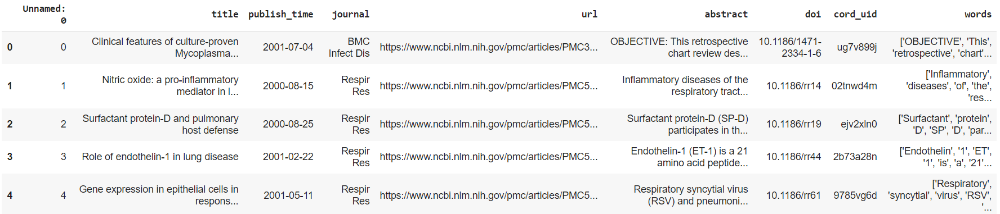 Unnamed: 0 title publish_time journal url abstract doi cord_uid words
0 0 Clinical features of culture-proven Mycoplasma... 2001-07-04 BMC Infect Dis https://www.ncbi.nlm.nih.gov/pmc/articles/PMC3... OBJECTIVE: This retrospective chart review des... 10.1186/1471-2334-1-6 ug7v899j ['OBJECTIVE', 'This', 'retrospective', 'chart'...
1 1 Nitric oxide: a pro-inflammatory mediator in l... 2000-08-15 Respir Res https://www.ncbi.nlm.nih.gov/pmc/articles/PMC5... Inflammatory diseases of the respiratory tract... 10.1186/rr14 02tnwd4m ['Inflammatory', 'diseases', 'of', 'the', 'res...
2 2 Surfactant protein-D and pulmonary host defense 2000-08-25 Respir Res https://www.ncbi.nlm.nih.gov/pmc/articles/PMC5... Surfactant protein-D (SP-D) participates in th... 10.1186/rr19 ejv2xln0 ['Surfactant', 'protein', 'D', 'SP', 'D', 'par...
3 3 Role of endothelin-1 in lung disease 2001-02-22 Respir Res https://www.ncbi.nlm.nih.gov/pmc/articles/PMC5... Endothelin-1 (ET-1) is a 21 amino acid peptide... 10.1186/rr44 2b73a28n ['Endothelin', '1', 'ET', '1', 'is', 'a', '21'...
4 4 Gene expression in epithelial cells in respons... 2001-05-11 Respir Res https://www.ncbi.nlm.nih.gov/pmc/articles/PMC5... Respiratory syncytial virus (RSV) and pneumoni... 10.1186/rr61 9785vg6d ['Respiratory', 'syncytial', 'virus', 'RSV', '...